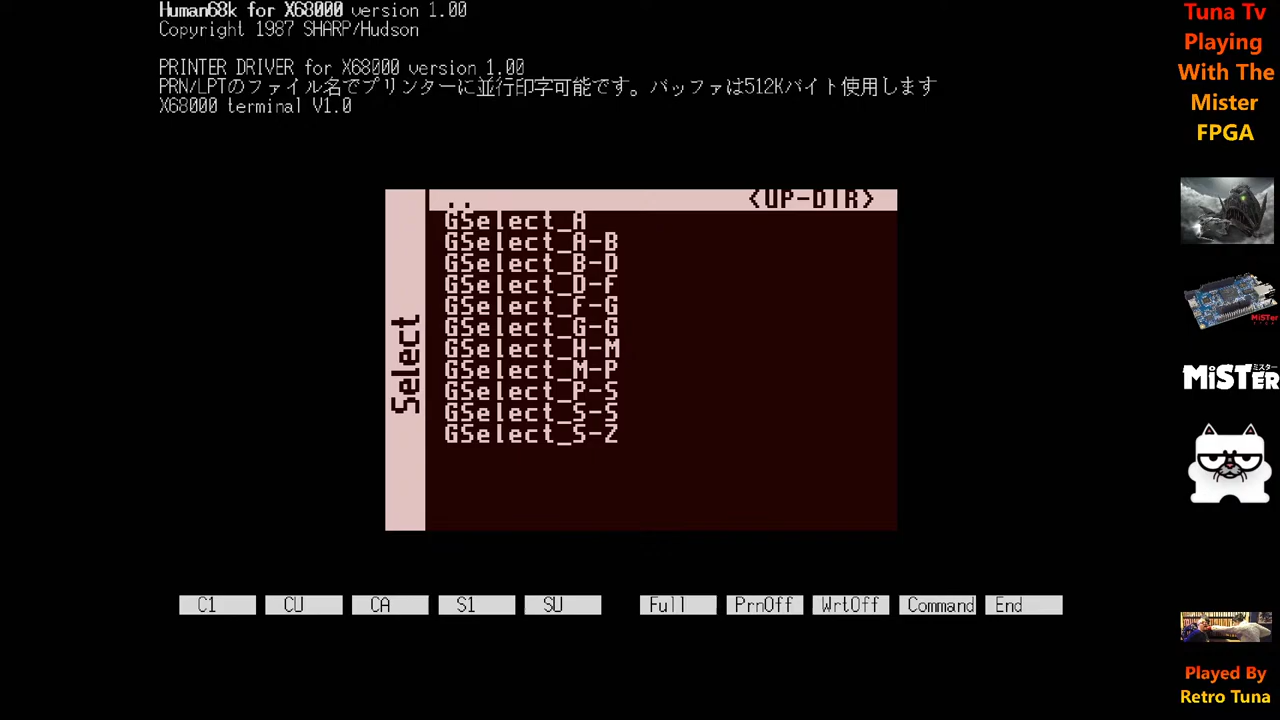 Human68k for X68000 version 1.00
Copyright 1987 SHARP/Hudson
PRINTER DRIVER for X68000 version 1.00
PRN/LPTのファイル名でプリンターに並行印字可能です。バッファは512Kバイト使用します
X68000 terminal V1.0
Select
.. <UP-DIR>
GSelect_A
GSelect_A-B
GSelect_B-D
GSelect_D-F
GSelect_F-G
GSelect_G-G
GSelect_H-M
GSelect_M-P
GSelect_P-S
GSelect_S-S
GSelect_S-Z
C1 CU CA S1 SU Full PrnOff WrtOff Command End
Tuna Tv
Playing
With The
Mister
FPGA
MiSTer
MiSTER
ミスター
Played By
Retro Tuna